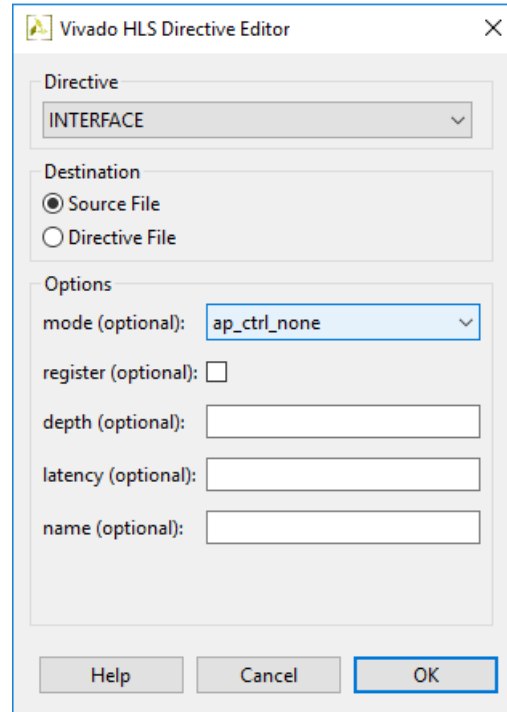 Vivado HLS Directive Editor
Directive
INTERFACE
Destination
Source File
Directive File
Options
mode (optional): ap_ctrl_none
register (optional):
depth (optional):
latency (optional):
name (optional):
Help Cancel OK